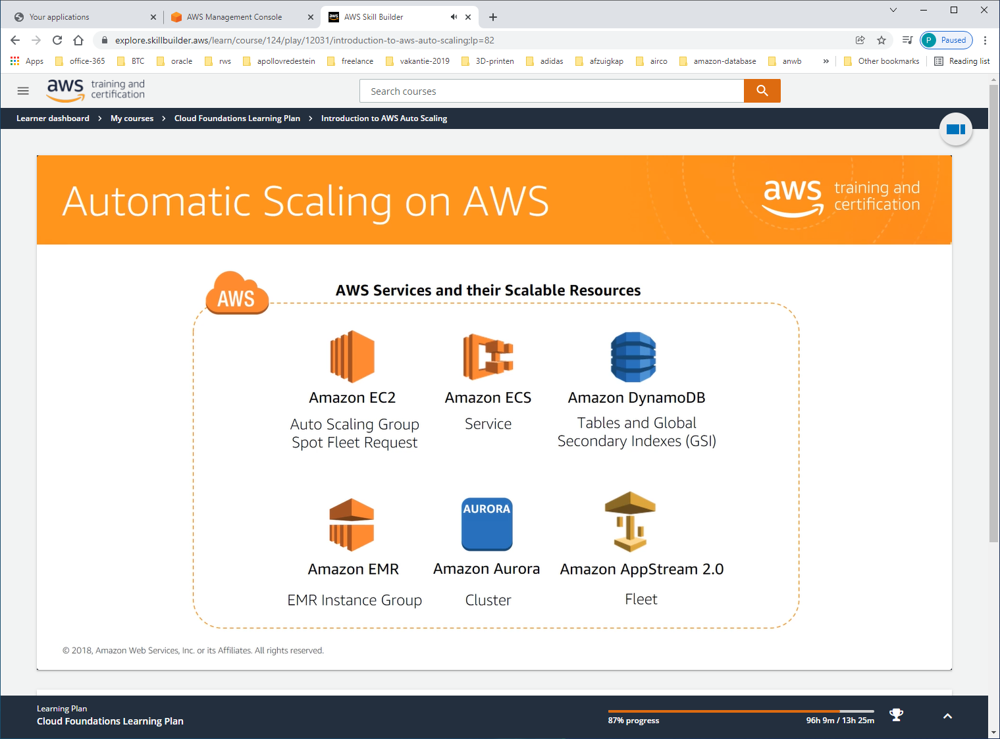 Your applications
AWS Management Console
AWS Skill Builder
explore.skillbuilder.aws/learn/course/124/play/12031/introduction-to-aws-auto-scaling;lp=82
P Paused
Apps office-365 BTC oracle rws apollovredestein freelance vakantie-2019 3D-printen adidas afzuigkap airco amazon-database anwb » Other bookmarks Reading list
aws training and
certification
Search courses
Learner dashboard > My courses > Cloud Foundations Learning Plan > Introduction to AWS Auto Scaling
Automatic Scaling on AWS
aws training and
certification
AWS
AWS Services and their Scalable Resources
Amazon EC2
Auto Scaling Group
Spot Fleet Request
Amazon ECS
Service
Amazon DynamoDB
Tables and Global
Secondary Indexes (GSI)
Amazon EMR
EMR Instance Group
AURORA
Amazon Aurora
Cluster
Amazon AppStream 2.0
Fleet
© 2018, Amazon Web Services, Inc. or its Affiliates. All rights reserved.
Learning Plan
Cloud Foundations Learning Plan
87% progress
96h 9m / 13h 25m